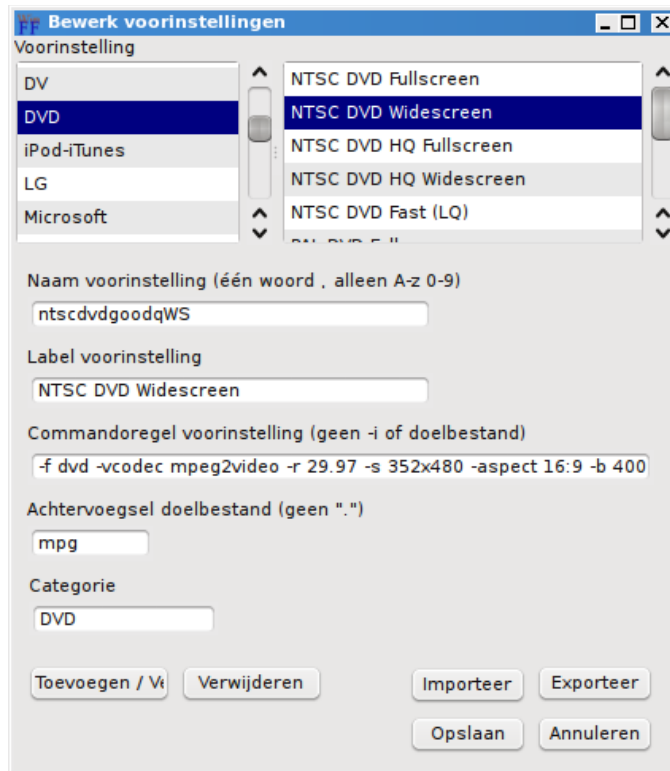 Bewerk voorinstellingen
Voorinstelling
DV
DVD
iPod-iTunes
LG
Microsoft
NTSC DVD Fullscreen
NTSC DVD Widescreen
NTSC DVD HQ Fullscreen
NTSC DVD HQ Widescreen
NTSC DVD Fast (LQ)
Naam voorinstelling (één woord , alleen A-z 0-9)
ntscdvdgoodqWS
Label voorinstelling
NTSC DVD Widescreen
Commandoregel voorinstelling (geen -i of doelbestand)
-f dvd -vcodec mpeg2video -r 29.97 -s 352x480 -aspect 16:9 -b 400
Achtervoegsel doelbestand (geen ".")
mpg
Categorie
DVD
Toevoegen / Ve
Verwijderen
Importeer
Exporteer
Opslaan
Annuleren